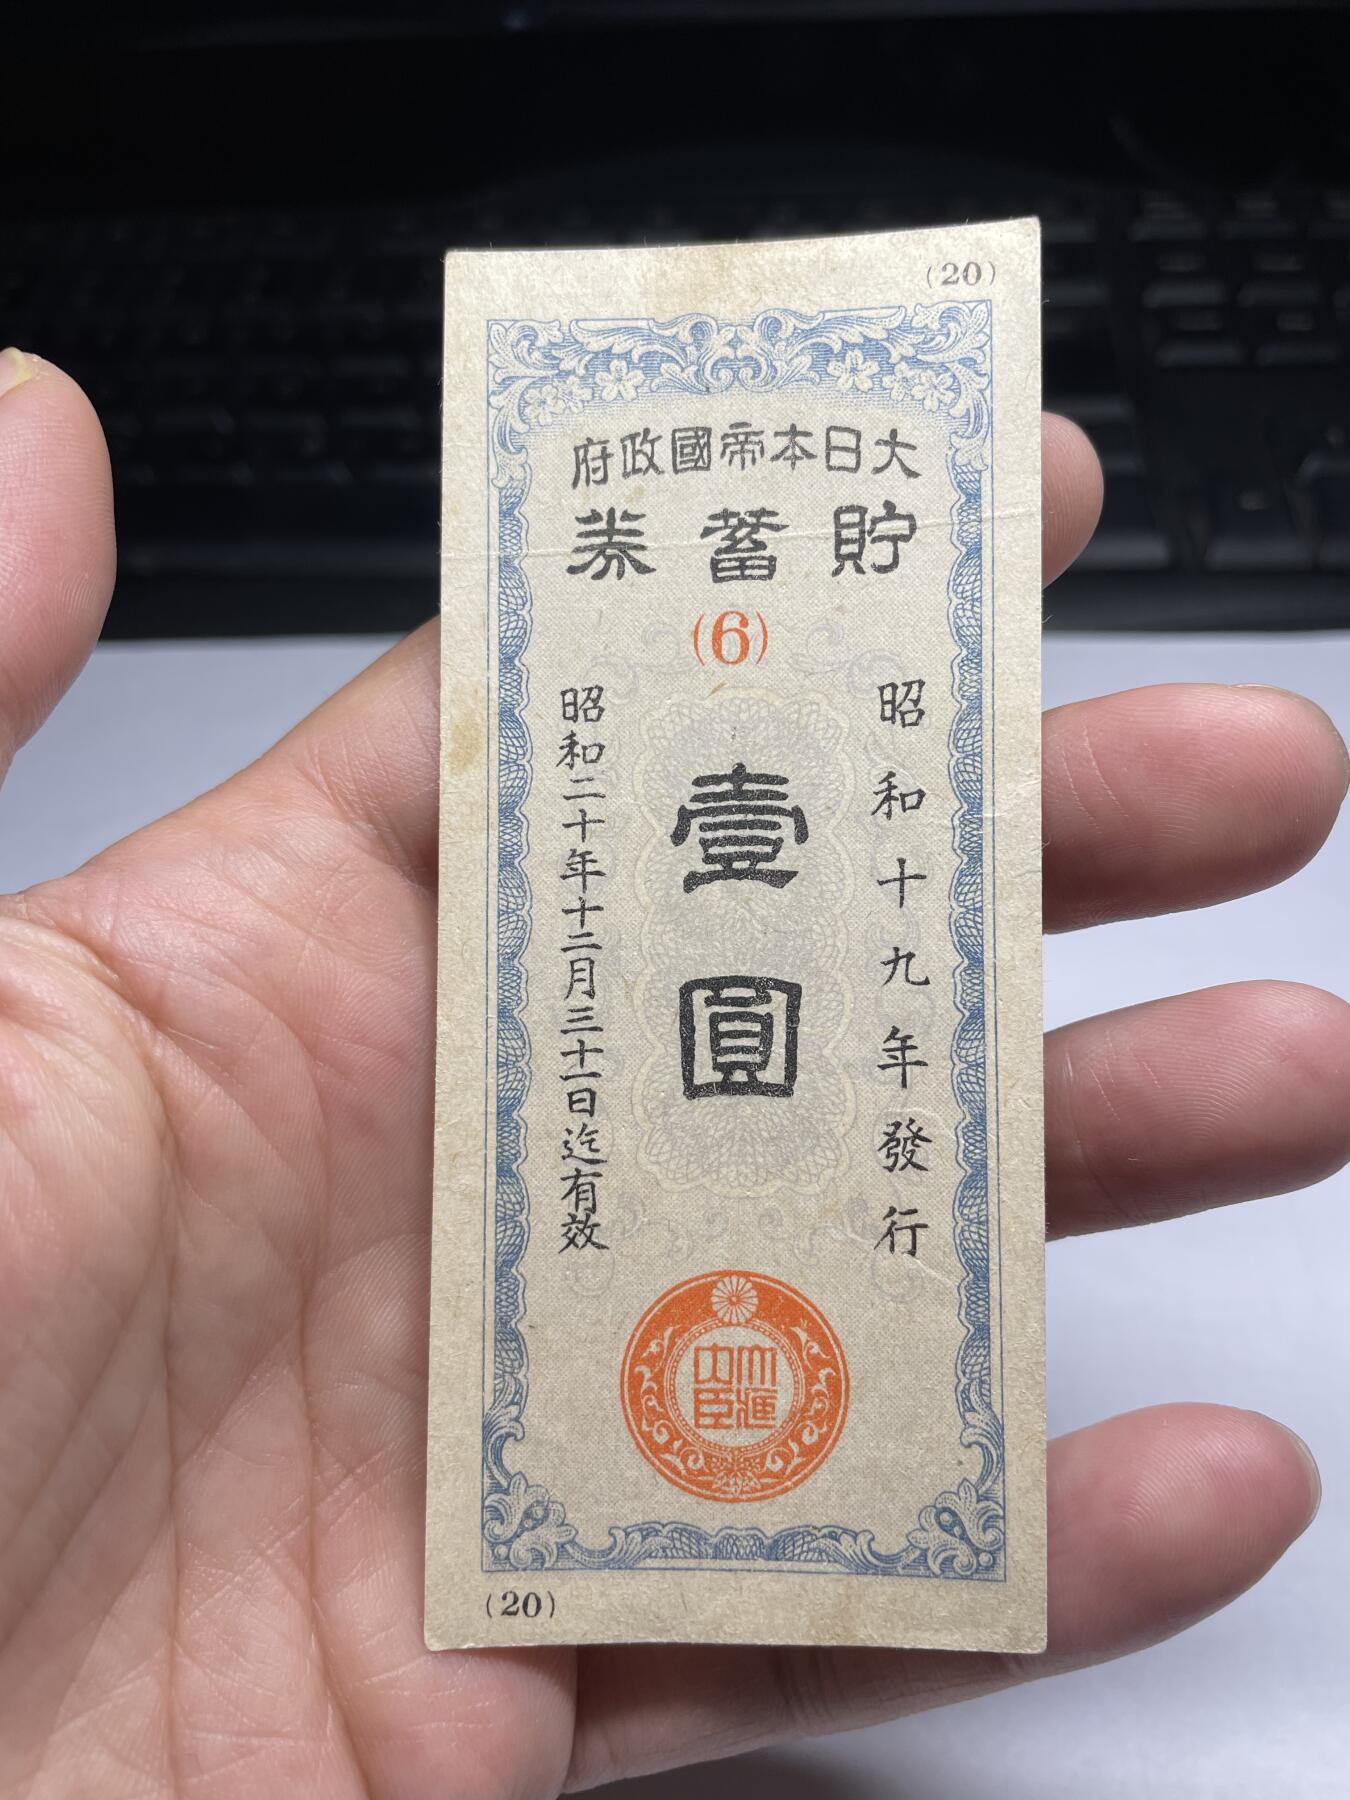 (20)
大日本帝國政府
貯蓄券
(6)
昭和十九年發行
壹圓
昭和二十年十二月三十一日迄有效
大藏大臣
(20)